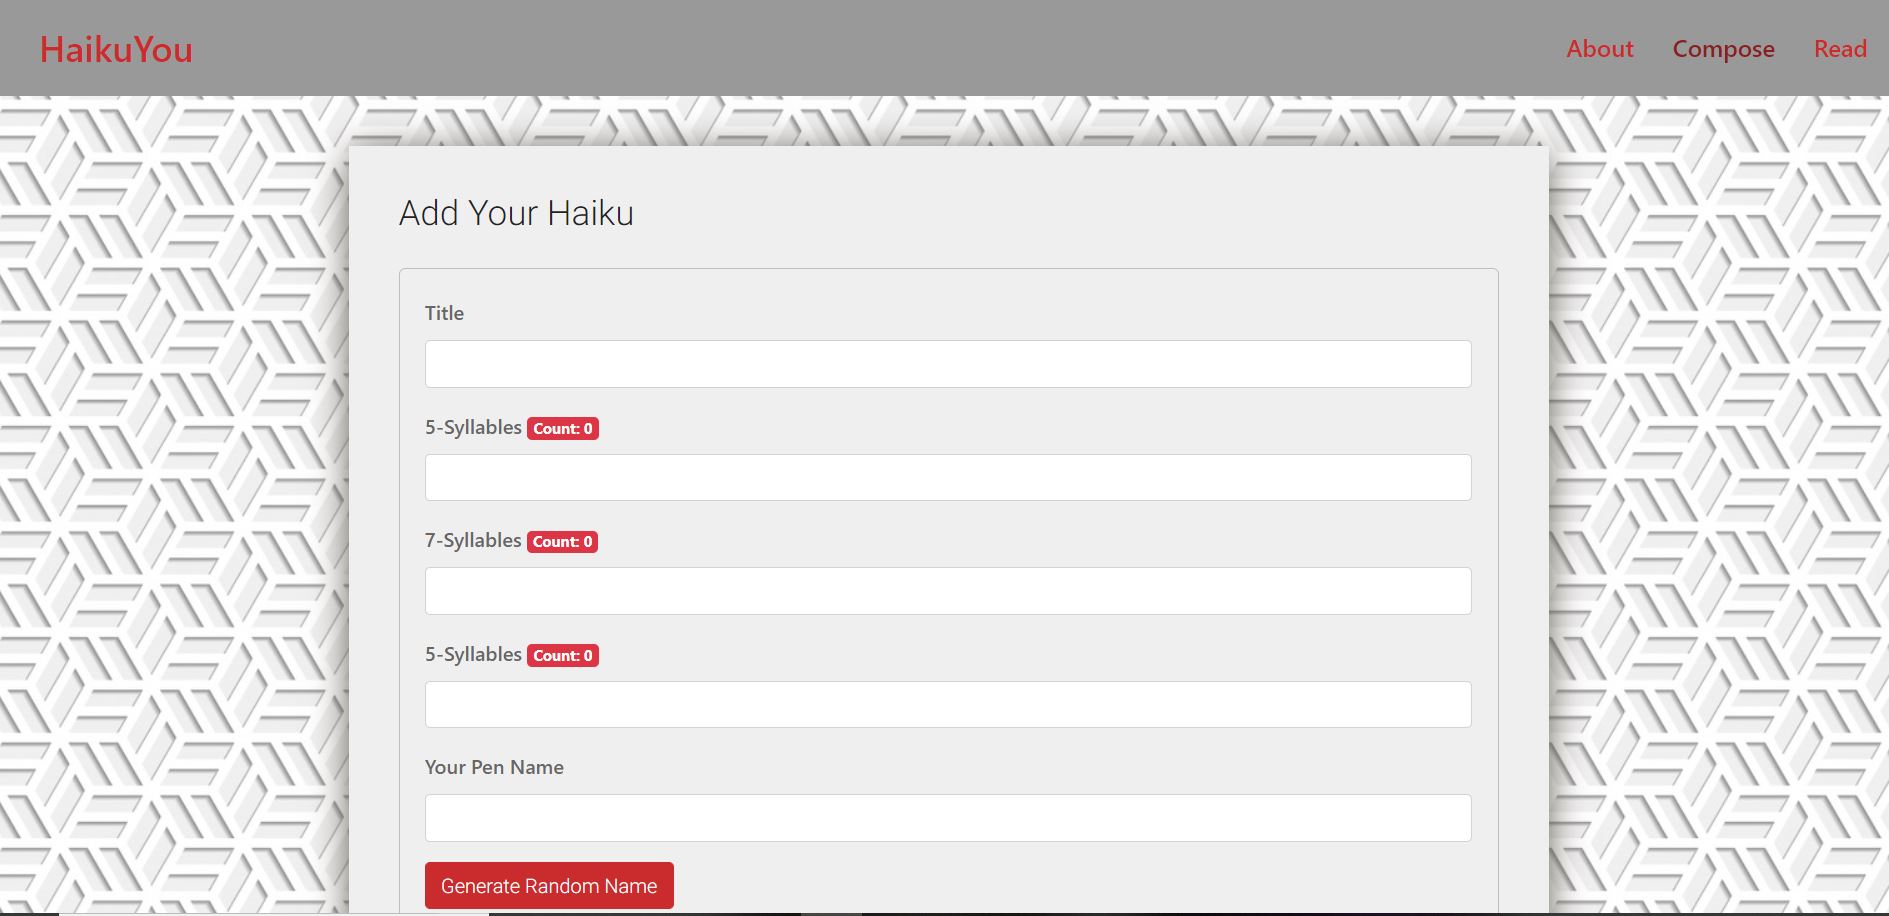 HaikuYou
About Compose Read
Add Your Haiku
Title
5-Syllables Count: 0
7-Syllables Count: 0
5-Syllables Count: 0
Your Pen Name
Generate Random Name